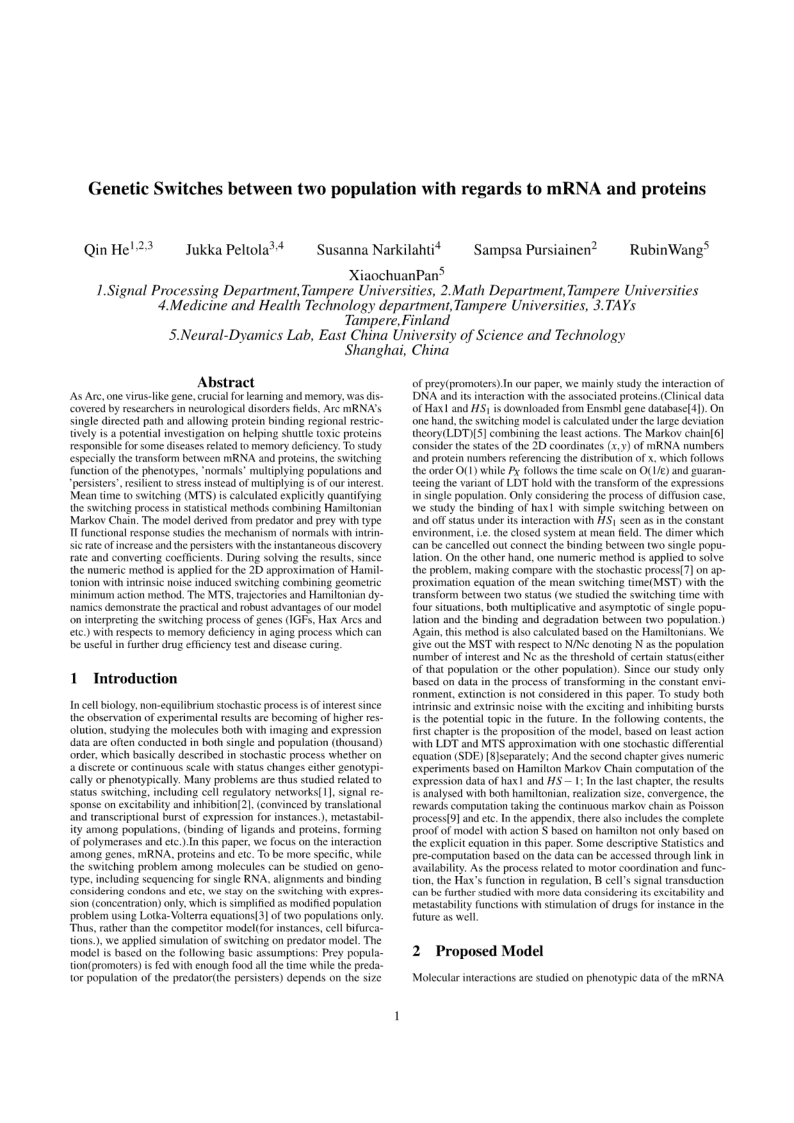 Genetic Switches between two population with regards to mRNA and proteins
Qin He1,2,3 Jukka Peltola3,4 Susanna Narkilahti4 Sampsa Pursiainen2 RubinWang5
XiaochuanPan5
1.Signal Processing Department,Tampere Universities, 2.Math Department,Tampere Universities
4.Medicine and Health Technology department,Tampere Universities, 3.TAYs
Tampere,Finland
5.Neural-Dyamics Lab, East China University of Science and Technology
Shanghai, China
Abstract
As Arc, one virus-like gene, crucial for learning and memory, was dis-
covered by researchers in neurological disorders fields, Arc mRNA's
single directed path and allowing protein binding regional restric-
tively is a potential investigation on helping shuttle toxic proteins
responsible for some diseases related to memory deficiency. To study
especially the transform between mRNA and proteins, the switching
function of the phenotypes, 'normals' multiplying populations and
'persisters', resilient to stress instead of multiplying is of our interest.
Mean time to switching (MTS) is calculated explicitly quantifying
the switching process in statistical methods combining Hamiltonian
Markov Chain. The model derived from predator and prey with type
II functional response studies the mechanism of normals with intrin-
sic rate of increase and the persisters with the instantaneous discovery
rate and converting coefficients. During solving the results, since
the numeric method is applied for the 2D approximation of Hamil-
tonion with intrinsic noise induced switching combining geometric
minimum action method. The MTS, trajectories and Hamiltonian dy-
namics demonstrate the practical and robust advantages of our model
on interpreting the switching process of genes (IGFs, Hax Arcs and
etc.) with respects to memory deficiency in aging process which can
be useful in further drug efficiency test and disease curing.
1 Introduction
In cell biology, non-equilibrium stochastic process is of interest since
the observation of experimental results are becoming of higher res-
olution, studying the molecules both with imaging and expression
data are often conducted in both single and population (thousand)
order, which basically described in stochastic process whether on
a discrete or continuous scale with status changes either genotypi-
cally or phenotypically. Many problems are thus studied related to
status switching, including cell regulatory networks[1], signal re-
sponse on excitability and inhibition[2], (convinced by translational
and transcriptional burst of expression for instances.), metastabil-
ity among populations, (binding of ligands and proteins, forming
of polymerases and etc.).In this paper, we focus on the interaction
among genes, mRNA, proteins and etc. To be more specific, while
the switching problem among molecules can be studied on geno-
type, including sequencing for single RNA, alignments and binding
considering condons and etc, we stay on the switching with expres-
sion (concentration) only, which is simplified as modified population
problem using Lotka-Volterra equations[3] of two populations only.
Thus, rather than the competitor model(for instances, cell bifurca-
tions.), we applied simulation of switching on predator model. The
model is based on the following basic assumptions: Prey popula-
tion(promoters) is fed with enough food all the time while the preda-
tor population of the predator(the persisters) depends on the size
of prey(promoters).In our paper, we mainly study the interaction of
DNA and its interaction with the associated proteins.(Clinical data
of Hax1 and HS1 is downloaded from Ensmbl gene database[4]). On
one hand, the switching model is calculated under the large deviation
theory(LDT)[5] combining the least actions. The Markov chain[6]
consider the states of the 2D coordinates (x,y) of mRNA numbers
and protein numbers referencing the distribution of x, which follows
the order O(1) while PX follows the time scale on O(1/ε) and guaran-
teeing the variant of LDT hold with the transform of the expressions
in single population. Only considering the process of diffusion case,
we study the binding of hax1 with simple switching between on
and off status under its interaction with HS1 seen as in the constant
environment, i.e. the closed system at mean field. The dimer which
can be cancelled out connect the binding between two single popu-
lation. On the other hand, one numeric method is applied to solve
the problem, making compare with the stochastic process[7] on ap-
proximation equation of the mean switching time(MST) with the
transform between two status (we studied the switching time with
four situations, both multiplicative and asymptotic of single popu-
lation and the binding and degradation between two population.)
Again, this method is also calculated based on the Hamiltonians. We
give out the MST with respect to N/Nc denoting N as the population
number of interest and Nc as the threshold of certain status(either
of that population or the other population). Since our study only
based on data in the process of transforming in the constant envi-
ronment, extinction is not considered in this paper. To study both
intrinsic and extrinsic noise with the exciting and inhibiting bursts
is the potential topic in the future. In the following contents, the
first chapter is the proposition of the model, based on least action
with LDT and MTS approximation with one stochastic differential
equation (SDE) [8]separately; And the second chapter gives numeric
experiments based on Hamilton Markov Chain computation of the
expression data of hax1 and HS − 1; In the last chapter, the results
is analysed with both hamiltonian, realization size, convergence, the
rewards computation taking the continuous markov chain as Poisson
process[9] and etc. In the appendix, there also includes the complete
proof of model with action S based on hamilton not only based on
the explicit equation in this paper. Some descriptive Statistics and
pre-computation based on the data can be accessed through link in
availability. As the process related to motor coordination and func-
tion, the Hax's function in regulation, B cell's signal transduction
can be further studied with more data considering its excitability and
metastability functions with stimulation of drugs for instance in the
future as well.
2 Proposed Model
Molecular interactions are studied on phenotypic data of the mRNA
1